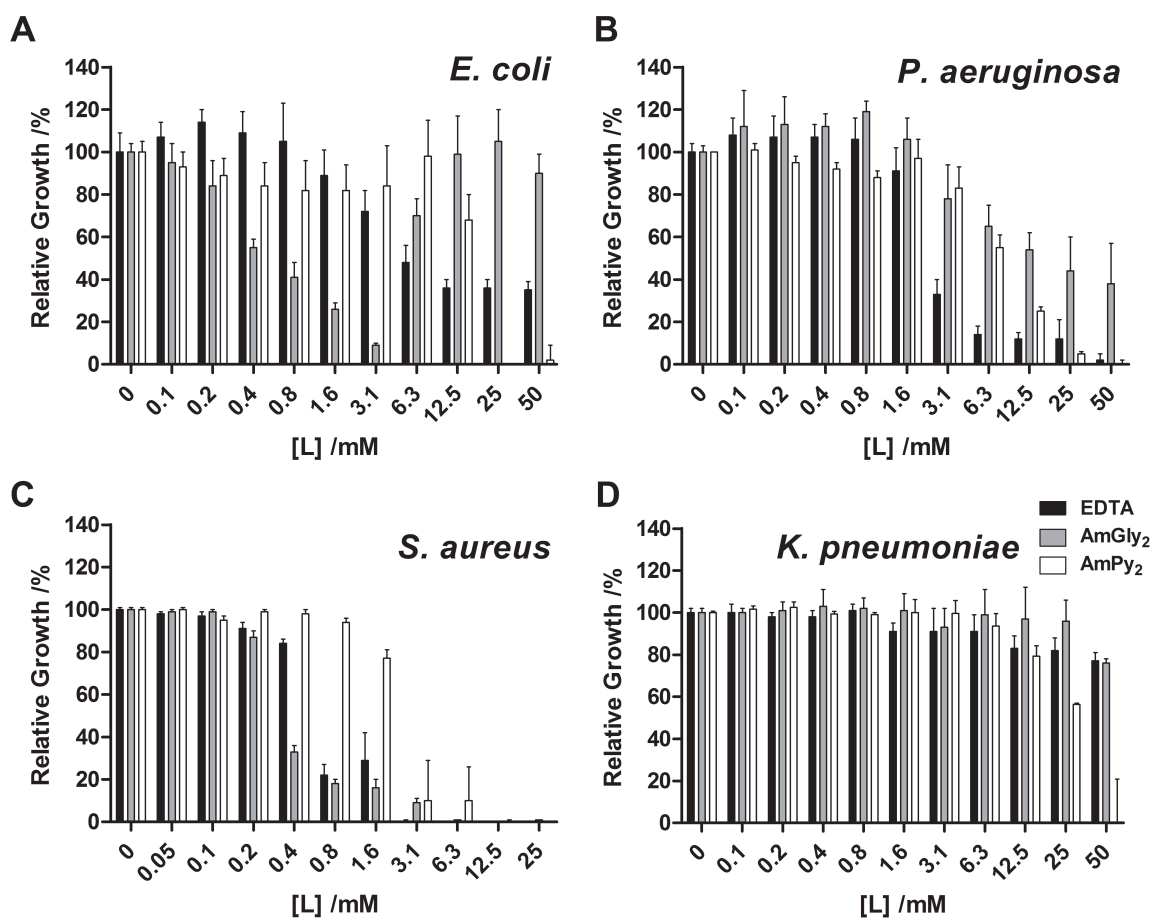 A
E. coli
Relative Growth /%
140
120
100
80
60
40
20
0
0 0.1 0.2 0.4 0.8 1.6 3.1 6.3 12.5 25 50
[L] /mM
B
P. aeruginosa
Relative Growth /%
140
120
100
80
60
40
20
0
0 0.1 0.2 0.4 0.8 1.6 3.1 6.3 12.5 25 50
[L] /mM
C
S. aureus
Relative Growth /%
140
120
100
80
60
40
20
0
0 0.05 0.1 0.2 0.4 0.8 1.6 3.1 6.3 12.5 25
[L] /mM
D
K. pneumoniae
EDTA
AmGly₂
AmPy₂
Relative Growth /%
140
120
100
80
60
40
20
0
0 0.1 0.2 0.4 0.8 1.6 3.1 6.3 12.5 25 50
[L] /mM